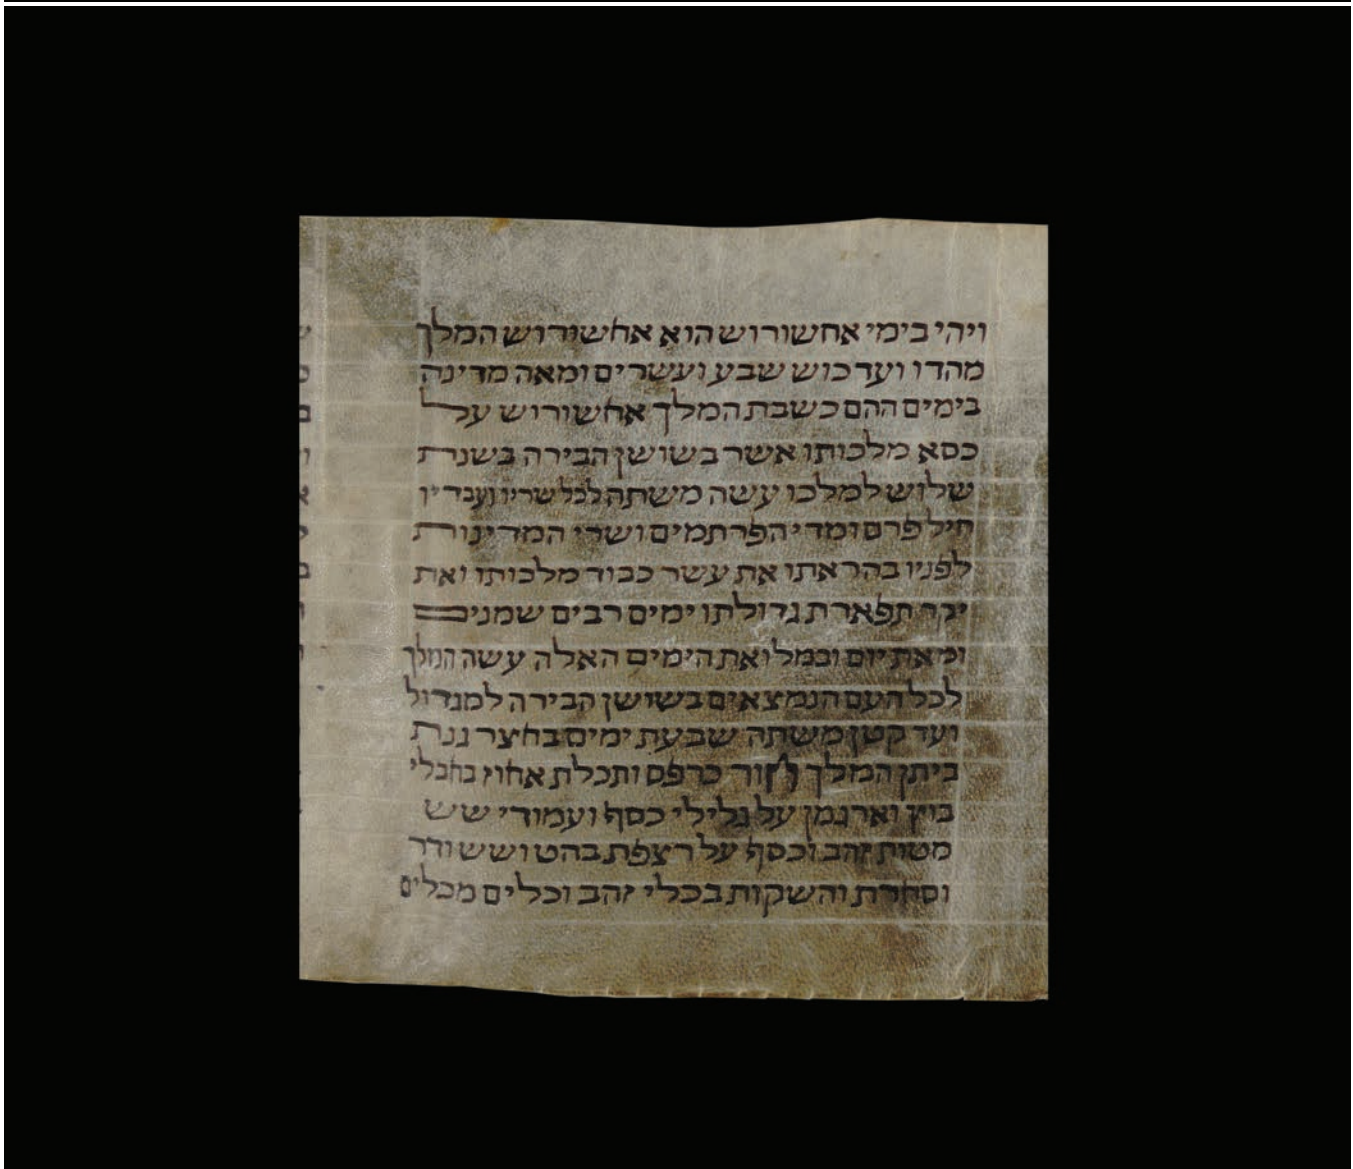 ויהי בימי אחשורוש הוא אחשורוש המלך
מהדו ועד כוש שבע ועשרים ומאה מדינה
בימים ההם כשבת המלך אחשורוש על
כסא מלכותו אשר בשושן הבירה בשנת
שלוש למלכו עשה משתה לכל שריו ועבדיו
חיל פרס ומדי הפרתמים ושרי המדינות
לפניו בהראתו את עשר כבוד מלכותו ואת
יקר תפארת גדולתו ימים רבים שמנים
ומאת יום ובמלואת הימים האלה עשה המלך
לכל העם הנמצאים בשושן הבירה למגדול
ועד קטן משתה שבעת ימים בחצר גנת
ביתן המלך חור כרפס ותכלת אחוז בחבלי
בוץ וארגמן על גלילי כסף ועמודי שש
מטות זהב וכסף על רצפת בהט ושש ודר
וסחרת והשקות בכלי זהב וכלים מכלים